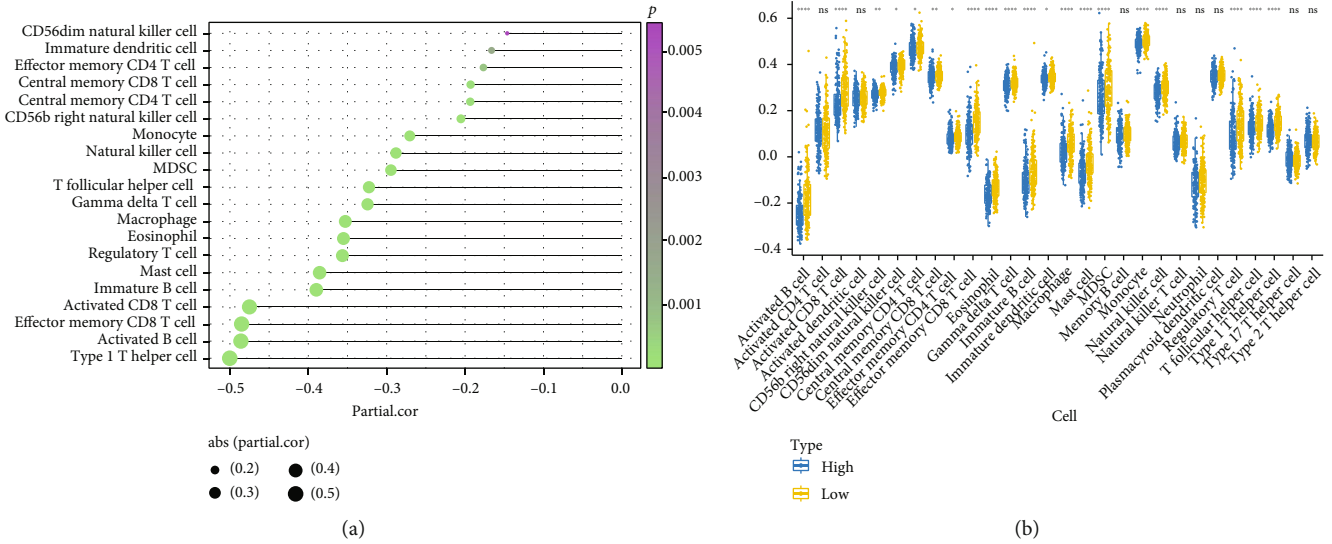 p
CD56dim natural killer cell
Immature dendritic cell
Effector memory CD4 T cell
Central memory CD8 T cell
Central memory CD4 T cell
CD56b right natural killer cell
Monocyte
Natural killer cell
MDSC
T follicular helper cell
Gamma delta T cell
Macrophage
Eosinophil
Regulatory T cell
Mast cell
Immature B cell
Activated CD8 T cell
Effector memory CD8 T cell
Activated B cell
Type 1 T helper cell
0.005
0.004
0.003
0.002
0.001
−0.5 −0.4 −0.3 −0.2 −0.1 0.0
Partial.cor
abs (partial.cor)
(0.2) (0.4)
(0.3) (0.5)
(a)
**** ns **** ns ** * * ** * **** **** **** **** * **** **** **** ns **** **** ns ns ns **** **** **** ns ns
0.6
0.4
0.2
0.0
−0.2
−0.4
Activated B cell
Activated CD4 T cell
Activated CD8 T cell
Activated dendritic cell
CD56b right natural killer cell
CD56dim natural killer cell
Central memory CD4 T cell
Central memory CD8 T cell
Effector memory CD4 T cell
Effector memory CD8 T cell
Eosinophil
Gamma delta T cell
Immature B cell
Immature dendritic cell
Macrophage
Mast cell
MDSC
Memory B cell
Monocyte
Natural killer cell
Natural killer T cell
Neutrophil
Plasmacytoid dendritic cell
Regulatory T cell
T follicular helper cell
Type 1 T helper cell
Type 17 T helper cell
Type 2 T helper cell
Cell
Type
High
Low
(b)